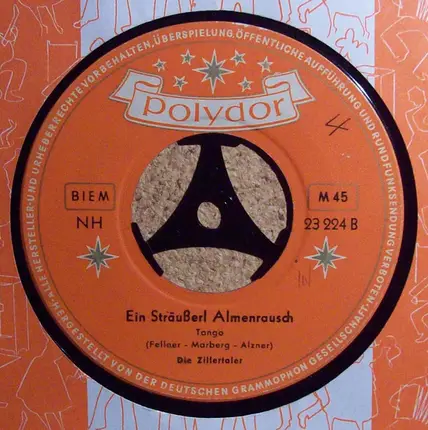 ALLE HERSTELLER- UND URHEBERRECHTE VORBEHALTEN, ÜBERSPIELUNG, ÖFFENTLICHE AUFFÜHRUNG UND RUNDFUNKSENDUNG VERBOTEN
Polydor
4
BIEM
M 45
NH
23 224 B
Ein Sträußerl Almenrausch
Tango
(Fellner - Marberg - Alzner)
Die Zillertaler
HERGESTELLT VON DER DEUTSCHEN GRAMMOPHON GESELLSCHAFT